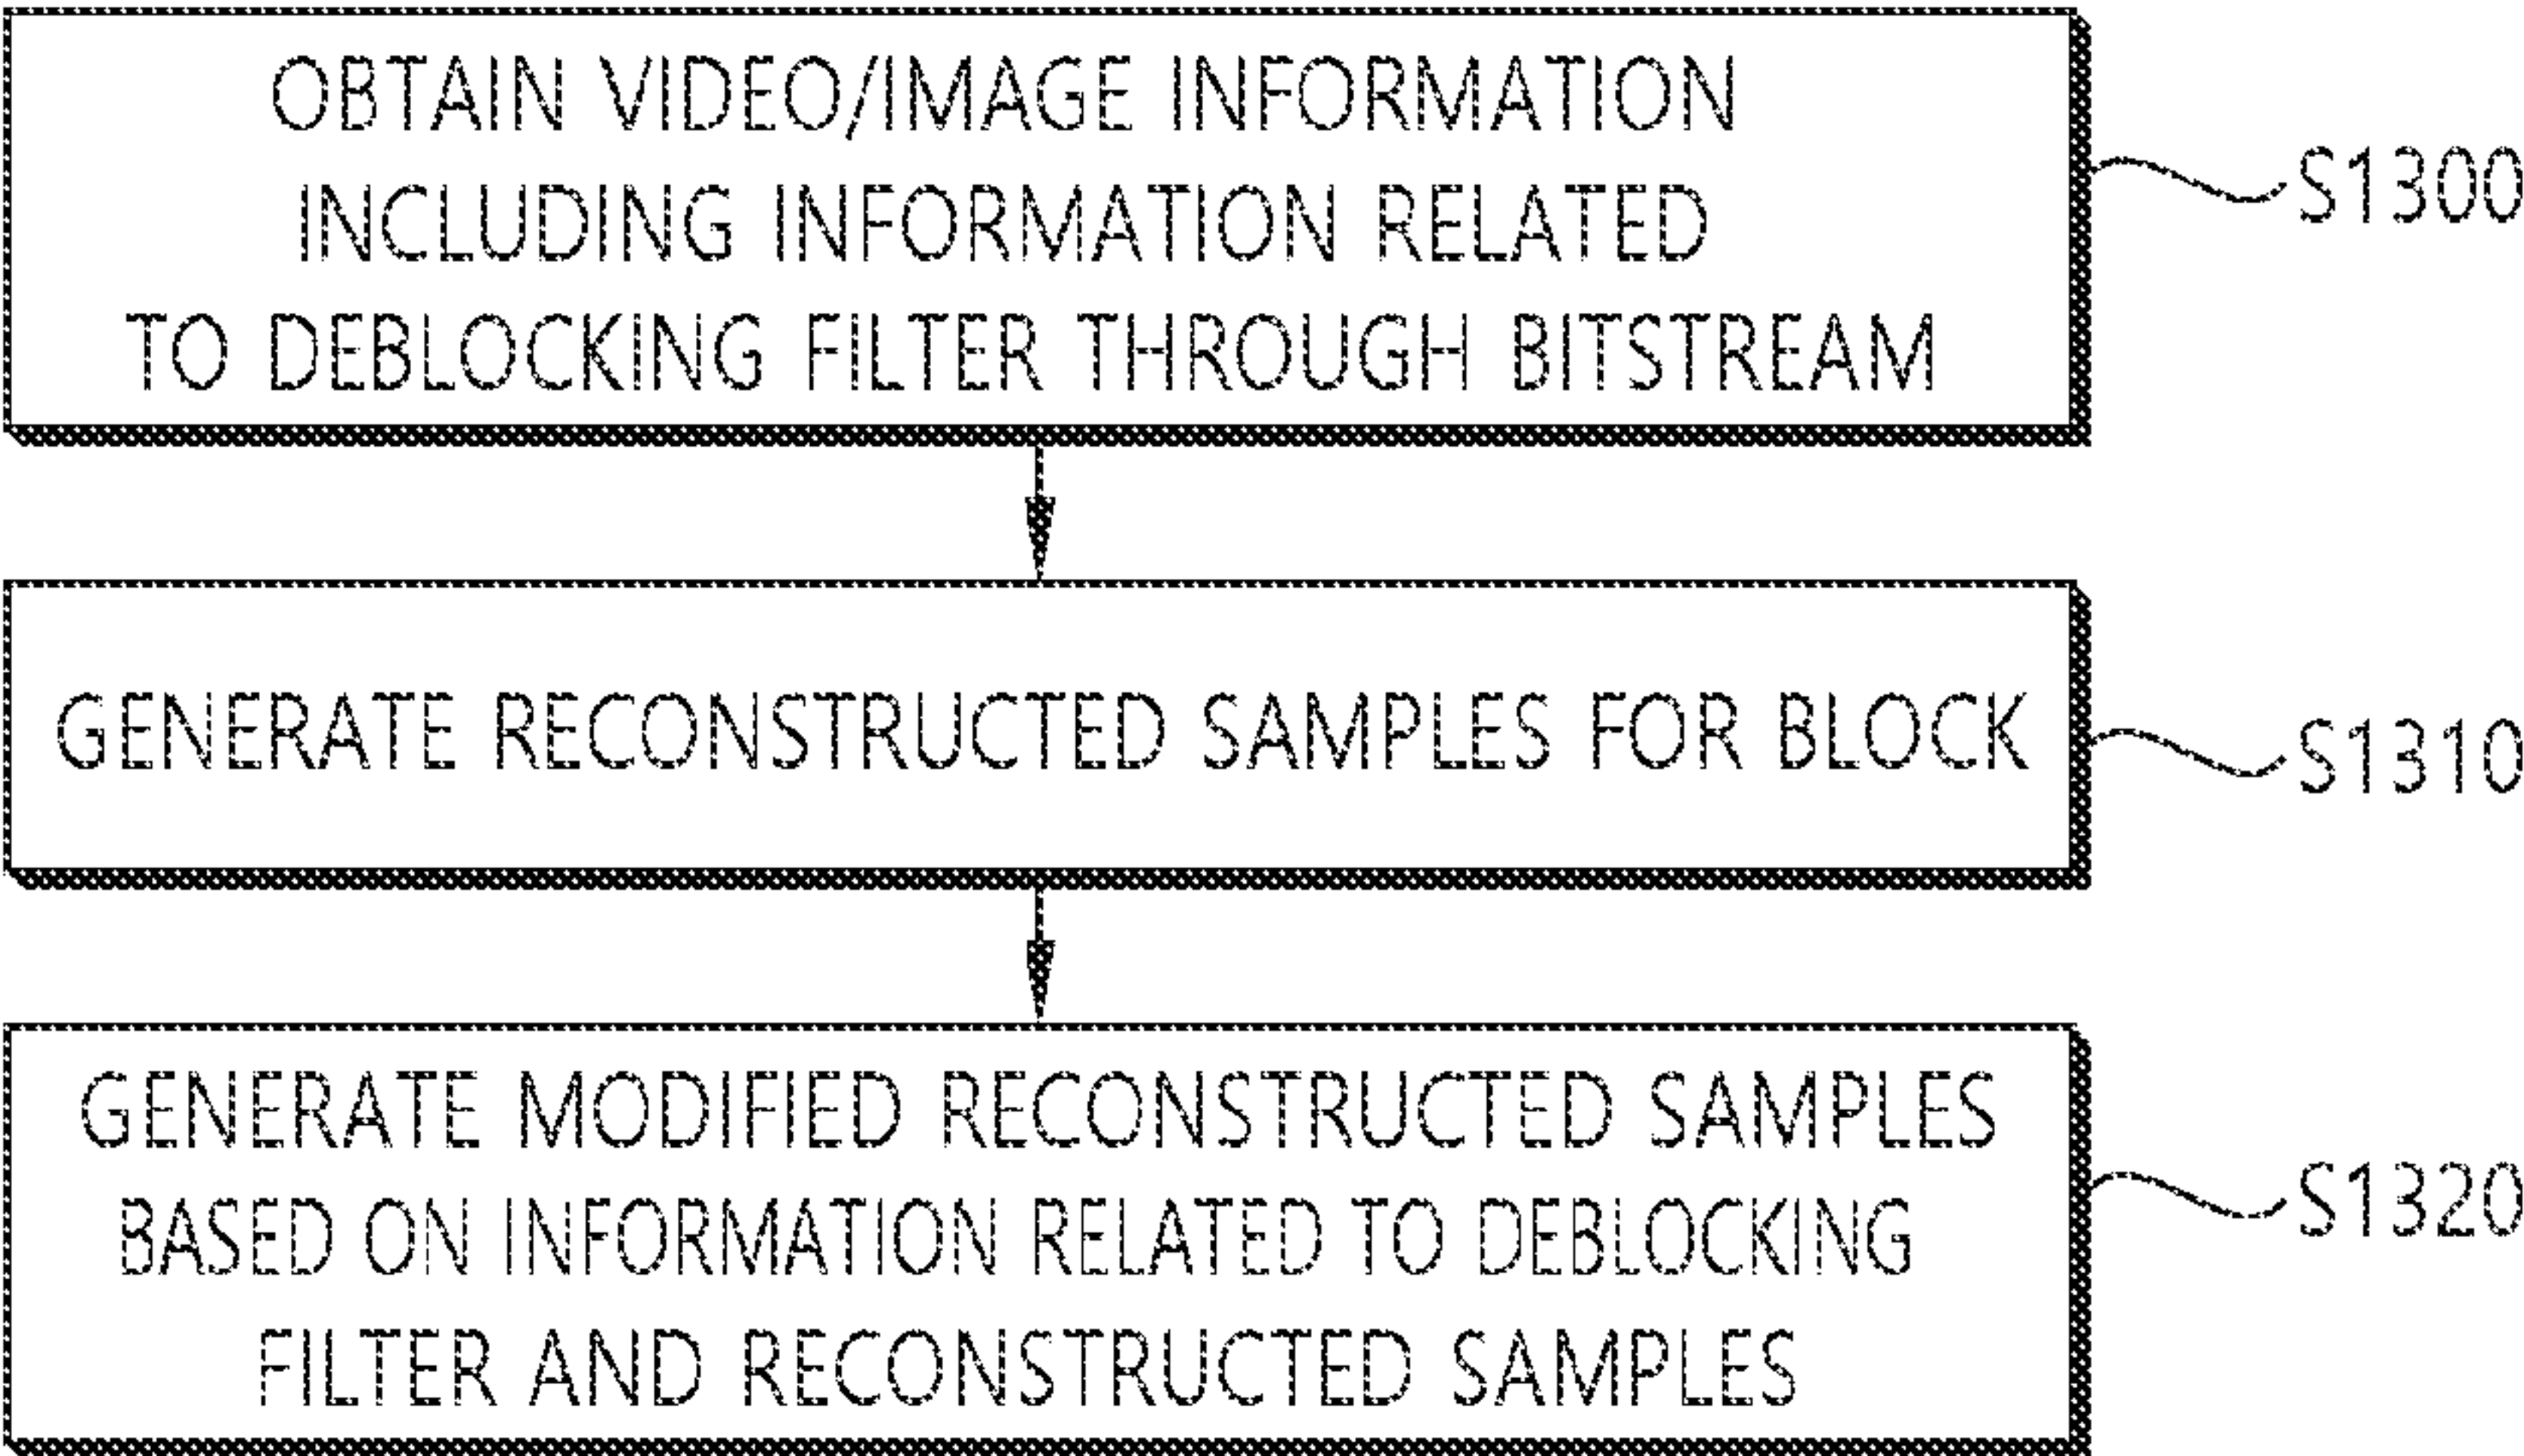 OBTAIN VIDEO/IMAGE INFORMATION
INCLUDING INFORMATION RELATED
TO DEBLOCKING FILTER THROUGH BITSTREAM
S1300
GENERATE RECONSTRUCTED SAMPLES FOR BLOCK
S1310
GENERATE MODIFIED RECONSTRUCTED SAMPLES
BASED ON INFORMATION RELATED TO DEBLOCKING
FILTER AND RECONSTRUCTED SAMPLES
S1320